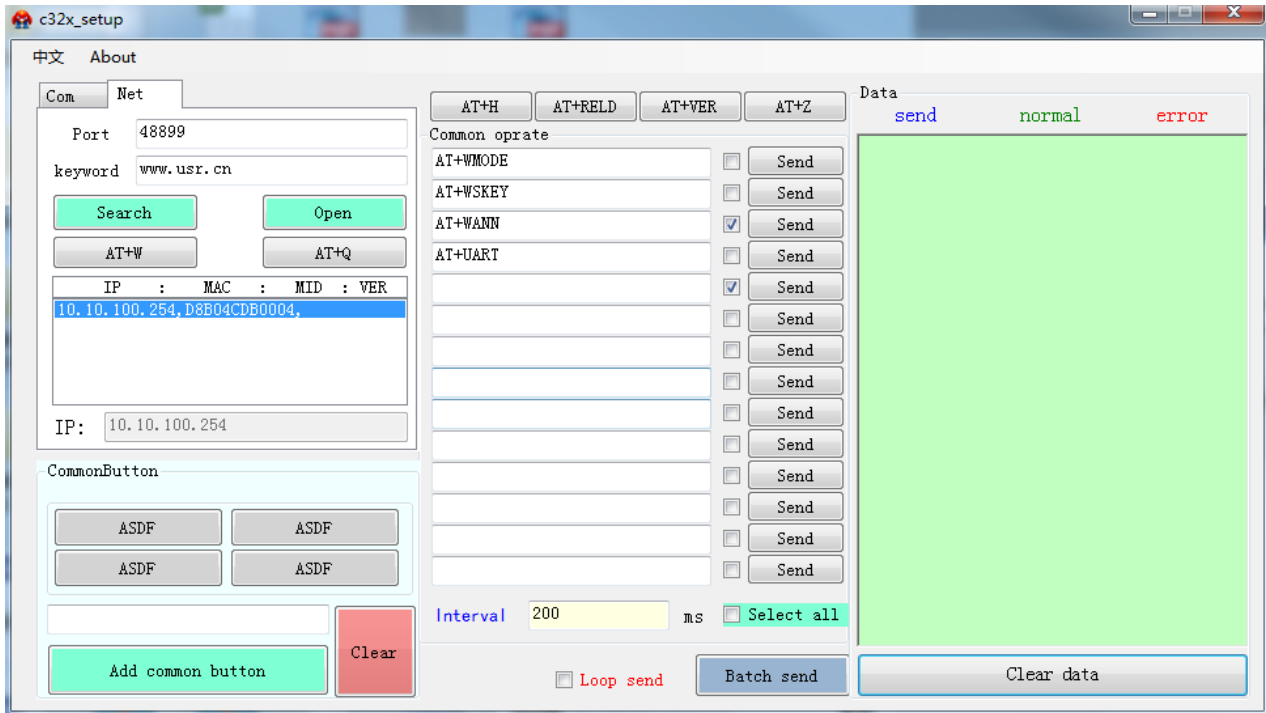 c32x_setup
中文 About
Com Net
Port 48899
keyword www.usr.cn
Search Open
AT+W AT+Q
IP : MAC : MID : VER
10.10.100.254,D8B04CDB0004,
IP: 10.10.100.254
CommonButton
ASDF ASDF
ASDF ASDF
Add common button
Clear
AT+H AT+RELD AT+VER AT+Z
Common oprate
AT+WMODE Send
AT+WSKEY Send
AT+WANN Send
AT+UART Send
Send
Send
Send
Send
Send
Send
Send
Send
Send
Send
Interval 200 ms Select all
Loop send Batch send
Data
send normal error
Clear data